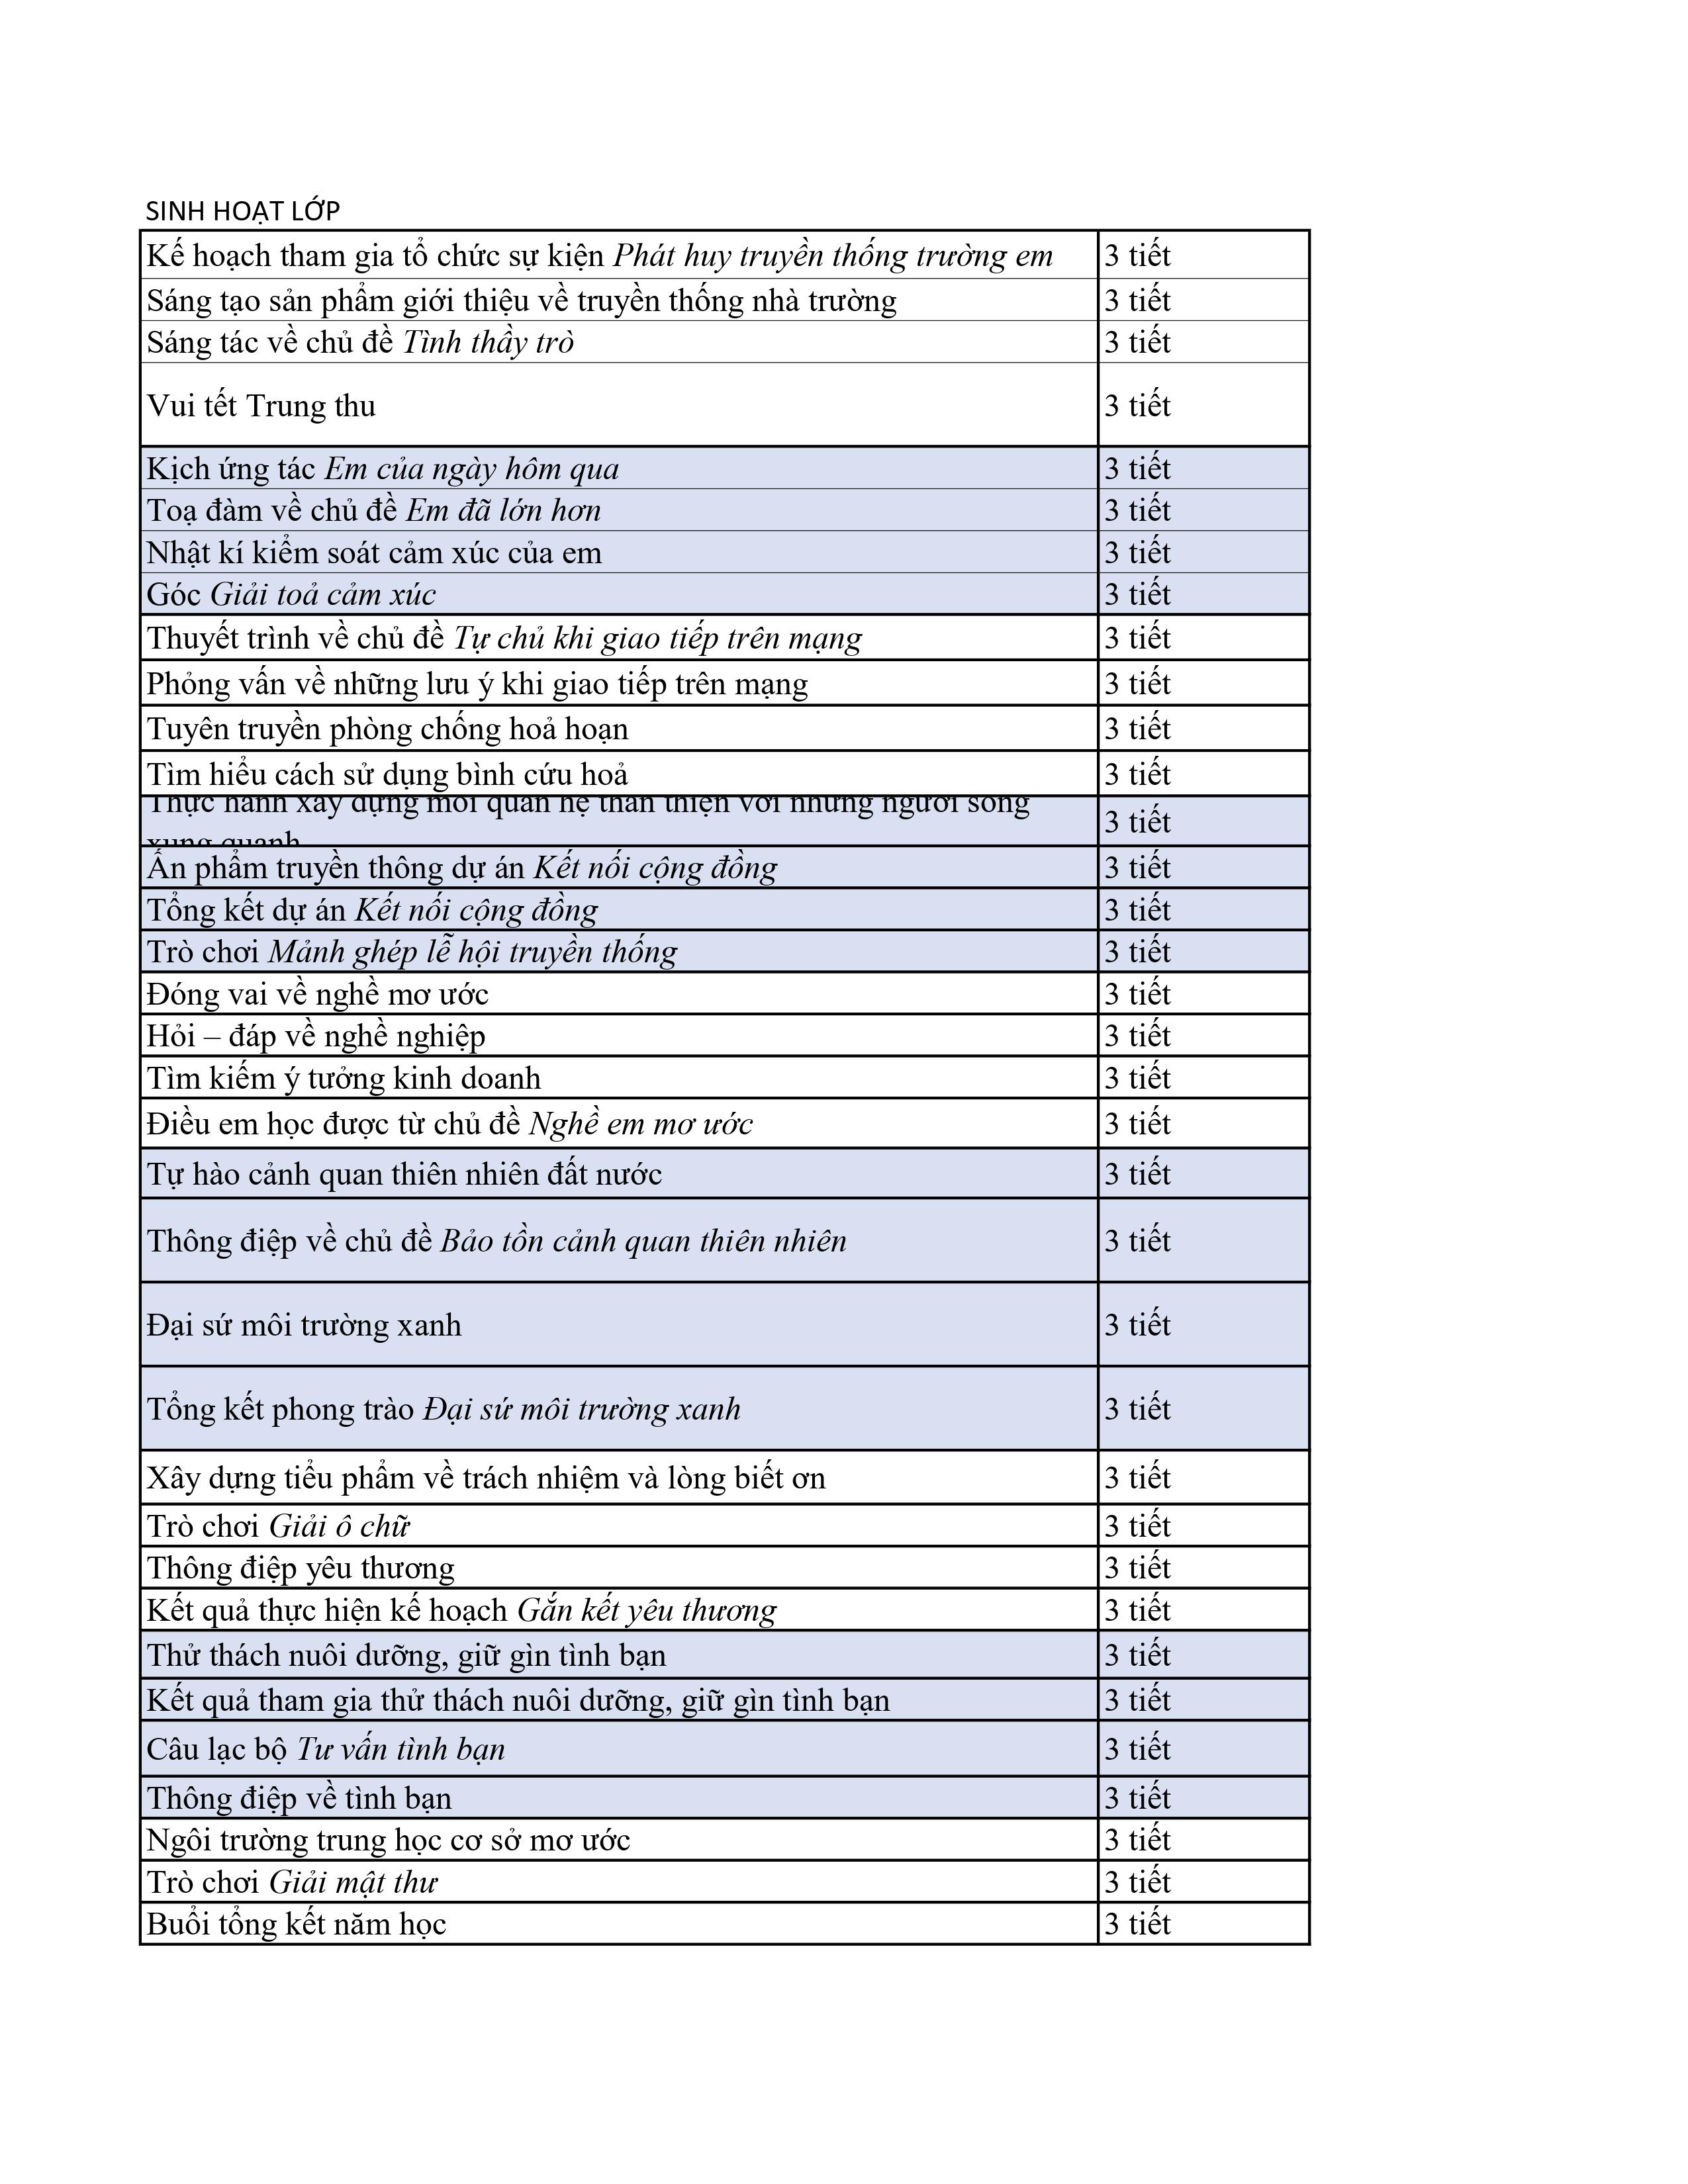 SINH HOẠT LỚP
Kế hoạch tham gia tổ chức sự kiện Phát huy truyền thống trường em 3 tiết
Sáng tạo sản phẩm giới thiệu về truyền thống nhà trường 3 tiết
Sáng tác về chủ đề Tình thầy trò 3 tiết
Vui tết Trung thu 3 tiết
Kịch ứng tác Em của ngày hôm qua 3 tiết
Toạ đàm về chủ đề Em đã lớn hơn 3 tiết
Nhật kí kiểm soát cảm xúc của em 3 tiết
Góc Giải toả cảm xúc 3 tiết
Thuyết trình về chủ đề Tự chủ khi giao tiếp trên mạng 3 tiết
Phỏng vấn về những lưu ý khi giao tiếp trên mạng 3 tiết
Tuyên truyền phòng chống hoả hoạn 3 tiết
Tìm hiểu cách sử dụng bình cứu hoả 3 tiết
Thực hành xây dựng mối quan hệ thân thiện với những người sống
xung quanh 3 tiết
Ấn phẩm truyền thông dự án Kết nối cộng đồng 3 tiết
Tổng kết dự án Kết nối cộng đồng 3 tiết
Trò chơi Mảnh ghép lễ hội truyền thống 3 tiết
Đóng vai về nghề mơ ước 3 tiết
Hỏi – đáp về nghề nghiệp 3 tiết
Tìm kiếm ý tưởng kinh doanh 3 tiết
Điều em học được từ chủ đề Nghề em mơ ước 3 tiết
Tự hào cảnh quan thiên nhiên đất nước 3 tiết
Thông điệp về chủ đề Bảo tồn cảnh quan thiên nhiên 3 tiết
Đại sứ môi trường xanh 3 tiết
Tổng kết phong trào Đại sứ môi trường xanh 3 tiết
Xây dựng tiểu phẩm về trách nhiệm và lòng biết ơn 3 tiết
Trò chơi Giải ô chữ 3 tiết
Thông điệp yêu thương 3 tiết
Kết quả thực hiện kế hoạch Gắn kết yêu thương 3 tiết
Thử thách nuôi dưỡng, giữ gìn tình bạn 3 tiết
Kết quả tham gia thử thách nuôi dưỡng, giữ gìn tình bạn 3 tiết
Câu lạc bộ Tư vấn tình bạn 3 tiết
Thông điệp về tình bạn 3 tiết
Ngôi trường trung học cơ sở mơ ước 3 tiết
Trò chơi Giải mật thư 3 tiết
Buổi tổng kết năm học 3 tiết